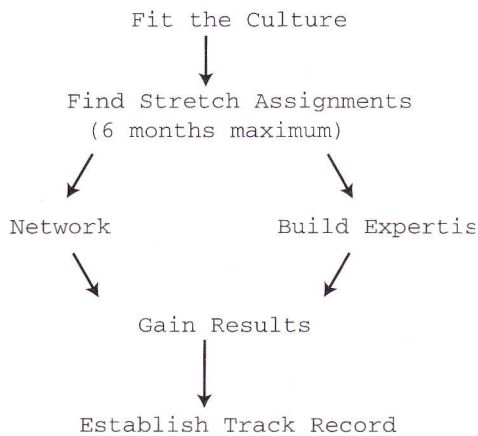 Fit the Culture
Find Stretch Assignments
(6 months maximum)
Network
Build Expertis
Gain Results
Establish Track Record